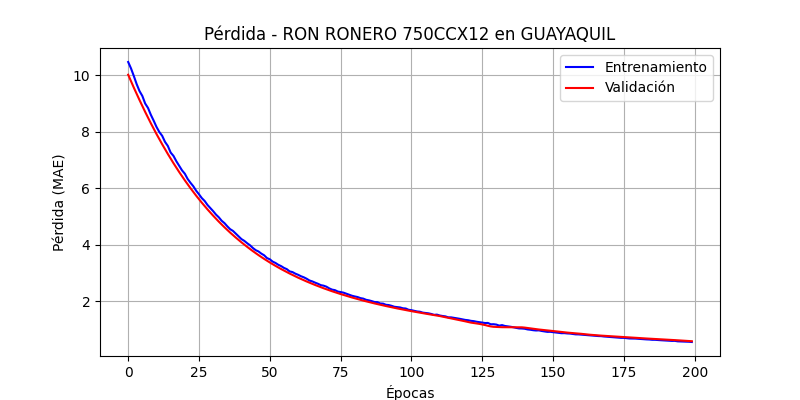 Pérdida - RON RONERO 750CCX12 en GUAYAQUIL
Entrenamiento
Validación
Pérdida (MAE)
10
8
6
4
2
0 25 50 75 100 125 150 175 200
Épocas